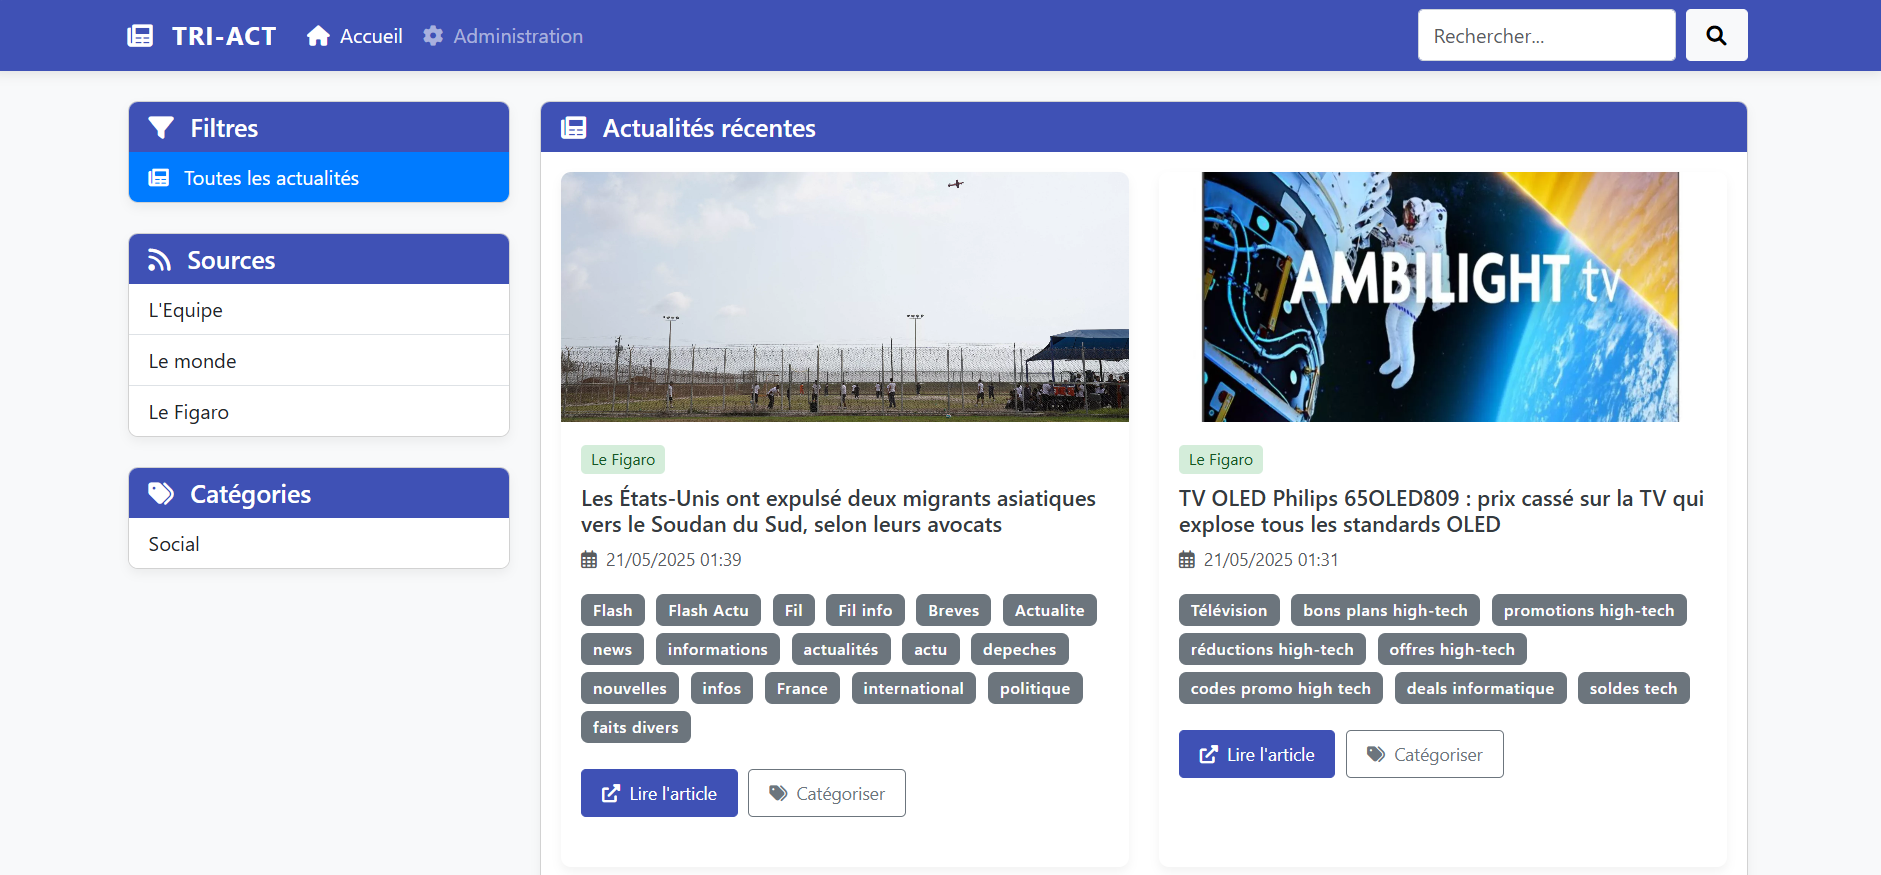 TRI-ACT Accueil Administration Rechercher...
Filtres
Toutes les actualités
Sources
L'Equipe
Le monde
Le Figaro
Catégories
Social
Actualités récentes
Le Figaro
Les États-Unis ont expulsé deux migrants asiatiques
vers le Soudan du Sud, selon leurs avocats
21/05/2025 01:39
Flash Flash Actu Fil Fil info Breves Actualite
news informations actualités actu depeches
nouvelles infos France international politique
faits divers
Lire l'article Catégoriser
AMBILIGHT tv
Le Figaro
TV OLED Philips 65OLED809 : prix cassé sur la TV qui
explose tous les standards OLED
21/05/2025 01:31
Télévision bons plans high-tech promotions high-tech
réductions high-tech offres high-tech
codes promo high tech deals informatique soldes tech
Lire l'article Catégoriser